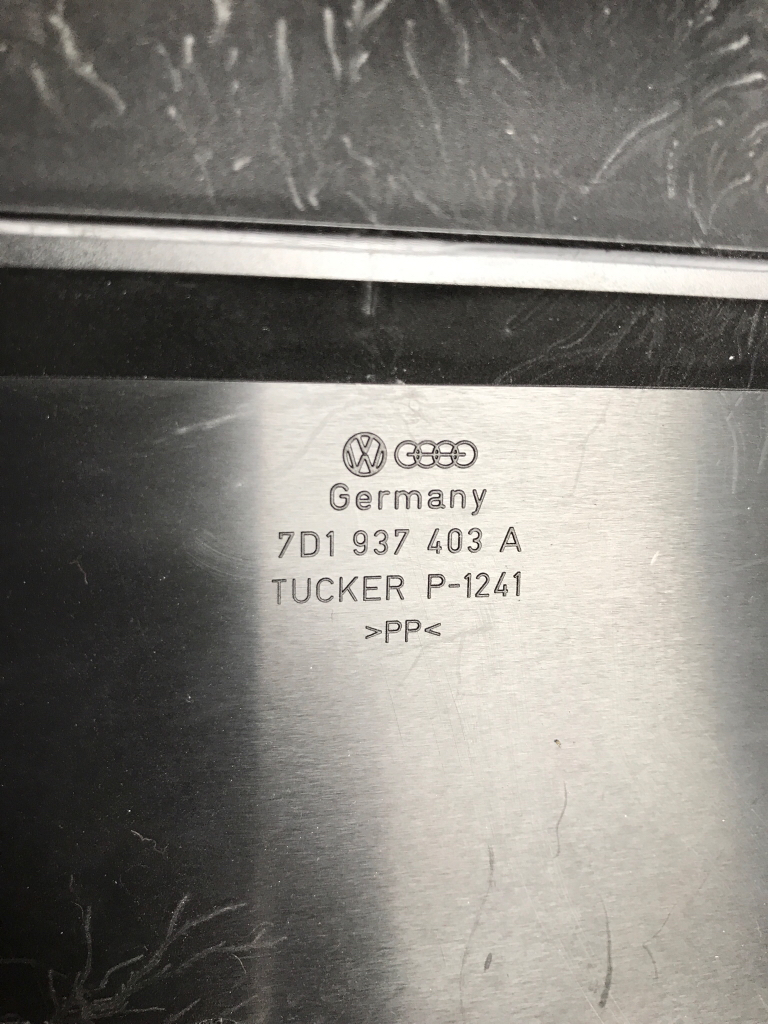 Germany
7D1 937 403 A
TUCKER P-1241
>PP<